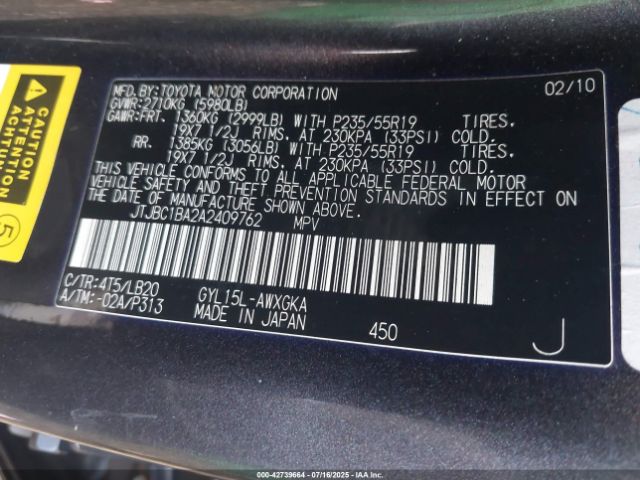 MFD.BY:TOYOTA MOTOR CORPORATION 02/10
GVWR:2710KG (5980LB)
GAWR:FRT. 1360KG (2999LB) WITH P235/55R19 TIRES.
19X7 1/2J RIMS, AT 230KPA (33PSI) COLD.
RR. 1385KG (3056LB) WITH P235/55R19 TIRES.
19X7 1/2J RIMS, AT 230KPA (33PSI) COLD.
THIS VEHICLE CONFORMS TO ALL APPLICABLE FEDERAL MOTOR
VEHICLE SAFETY AND THEFT PREVENTION STANDARDS IN EFFECT ON
THE DATE OF MANUFACTURE SHOWN ABOVE.
JTJBC1BA2A2409762 MPV
C/TR:4T5/LB20 GYL15L-AWXGKA
A/TM:-02A/P313 MADE IN JAPAN 450 J
CAUTION
ATTENTION
ACHTUNG
5
00 - 42739664 - 07/16/2025 - IAA